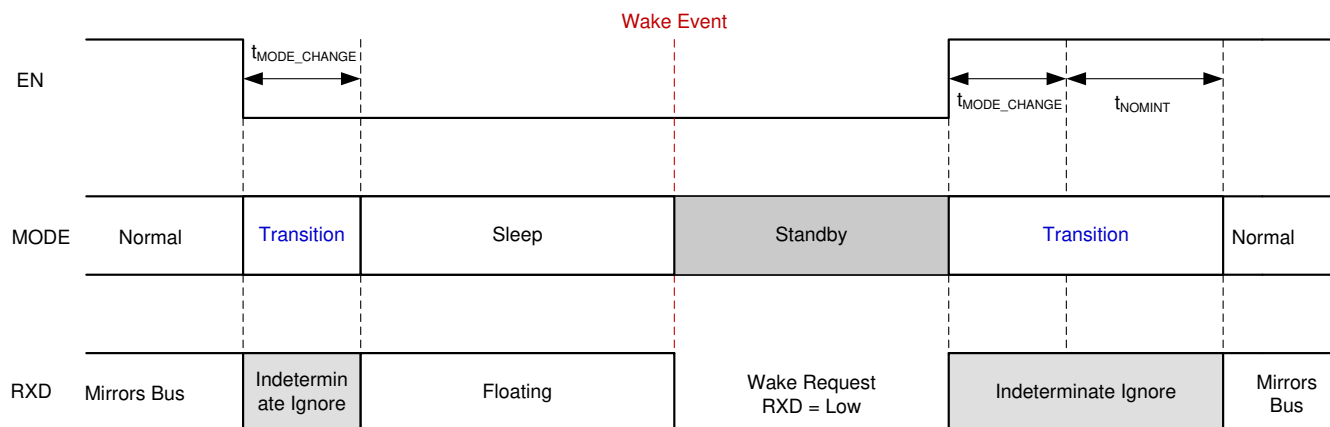 Wake Event
EN
tMODE_CHANGE
tMODE_CHANGE
tNOMINT
MODE
Normal
Transition
Sleep
Standby
Transition
Normal
RXD
Mirrors Bus
Indetermin
ate Ignore
Floating
Wake Request
RXD = Low
Indeterminate Ignore
Mirrors
Bus